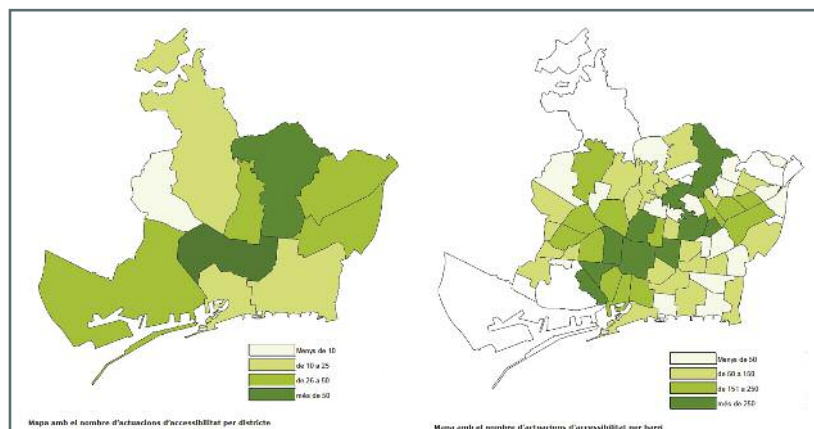 Menys de 10
de 10 a 25
de 26 a 50
més de 50
Mapa amb el nombre d'actuacions d'accessibilitat per districte
Menys de 50
de 50 a 150
de 151 a 250
més de 250
Mapa amb el nombre d'actuacions d'accessibilitat per barri